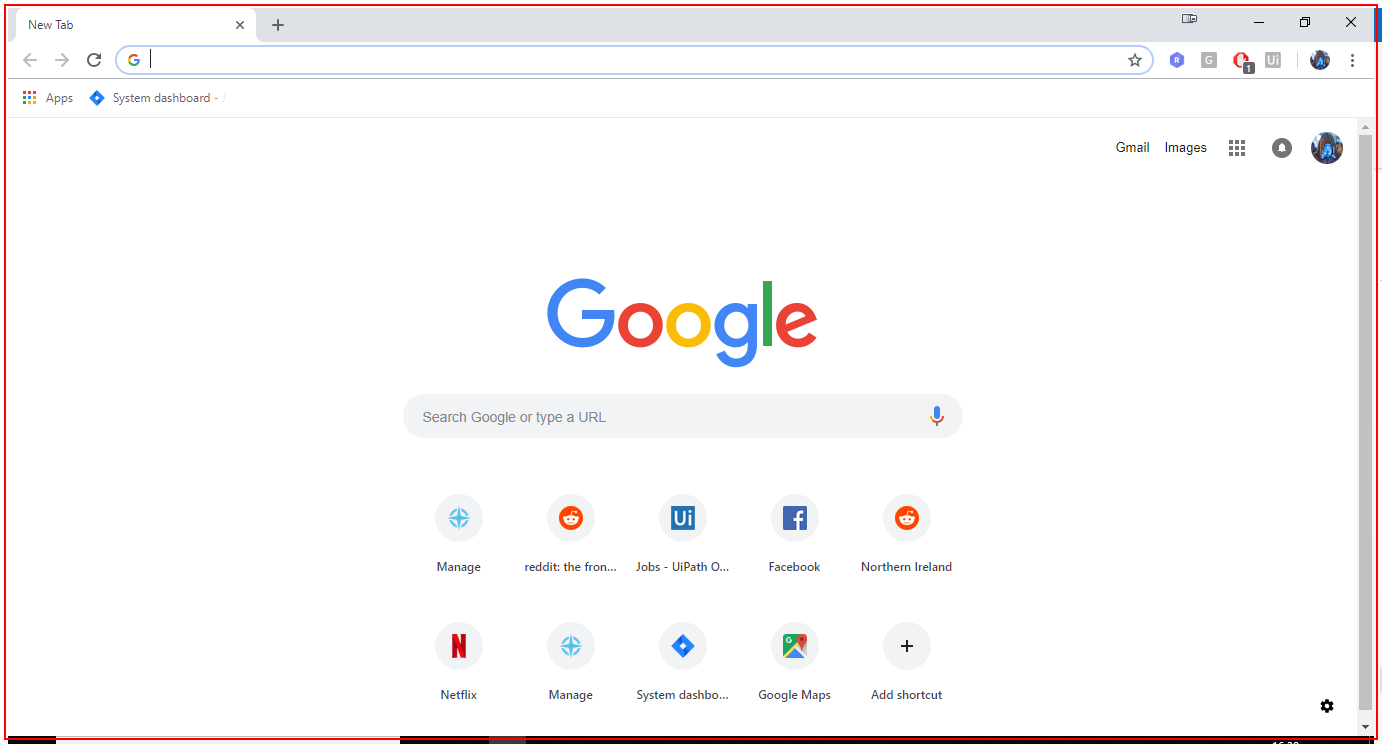 New Tab
Apps
System dashboard -
Gmail Images
Google
Search Google or type a URL
Ui
Manage reddit: the fron... Jobs - UiPath O... Facebook Northern Ireland
Netflix Manage System dashbo... Google Maps Add shortcut